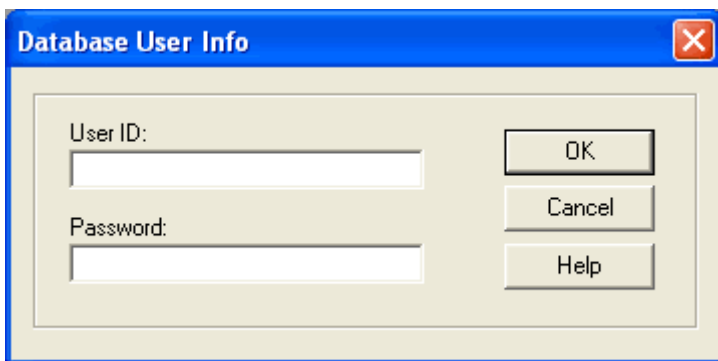 Database User Info
User ID:
OK
Cancel
Password:
Help